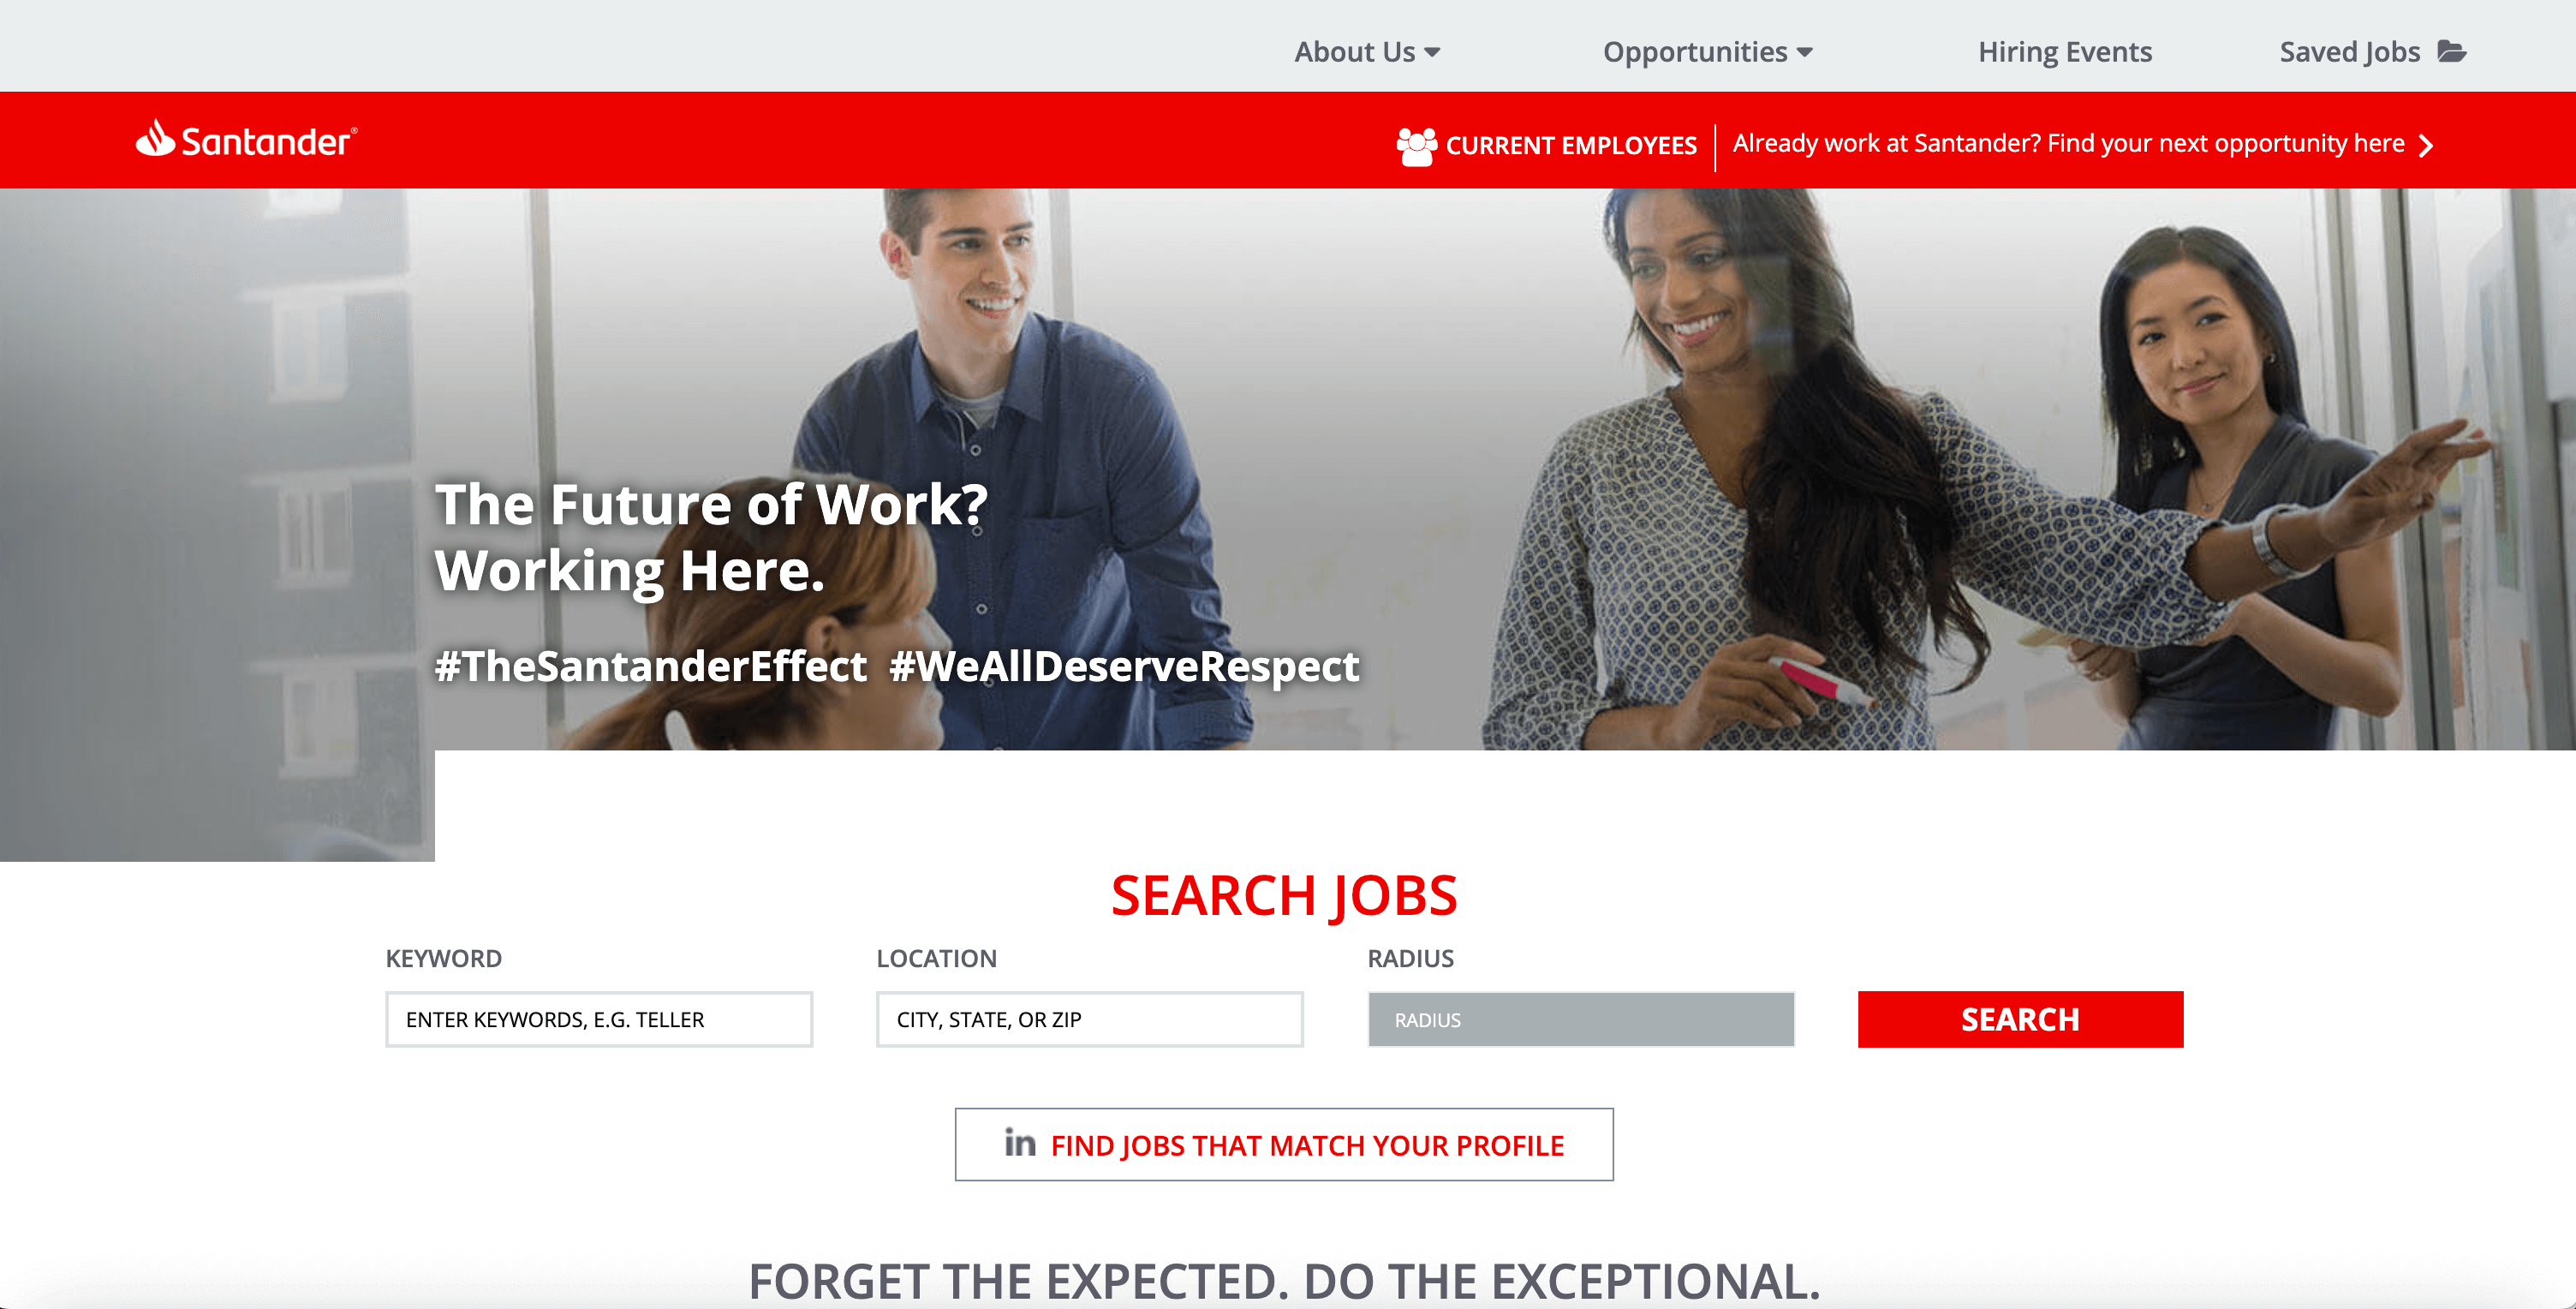 About Us
Opportunities
Hiring Events
Saved Jobs
Santander®
CURRENT EMPLOYEES
Already work at Santander? Find your next opportunity here
The Future of Work?
Working Here.
#TheSantanderEffect #WeAllDeserveRespect
SEARCH JOBS
KEYWORD
LOCATION
RADIUS
ENTER KEYWORDS, E.G. TELLER
CITY, STATE, OR ZIP
RADIUS
SEARCH
in FIND JOBS THAT MATCH YOUR PROFILE
FORGET THE EXPECTED. DO THE EXCEPTIONAL.